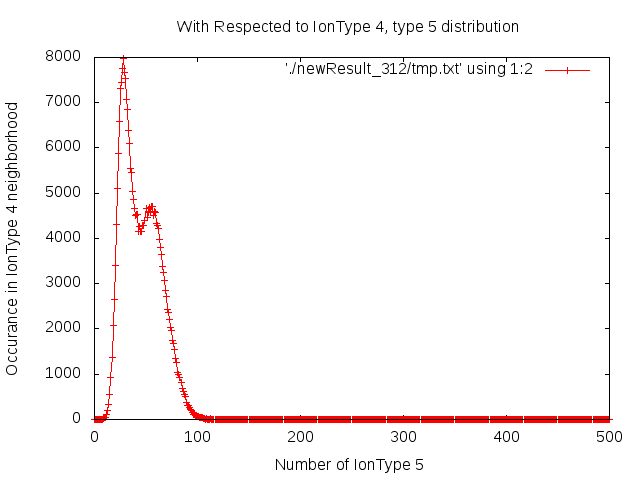 With Respected to IonType 4, type 5 distribution
'./newResult_312/tmp.txt' using 1:2
8000
7000
6000
5000
4000
3000
2000
1000
0
Occurance in IonType 4 neighborhood
0 100 200 300 400 500
Number of IonType 5